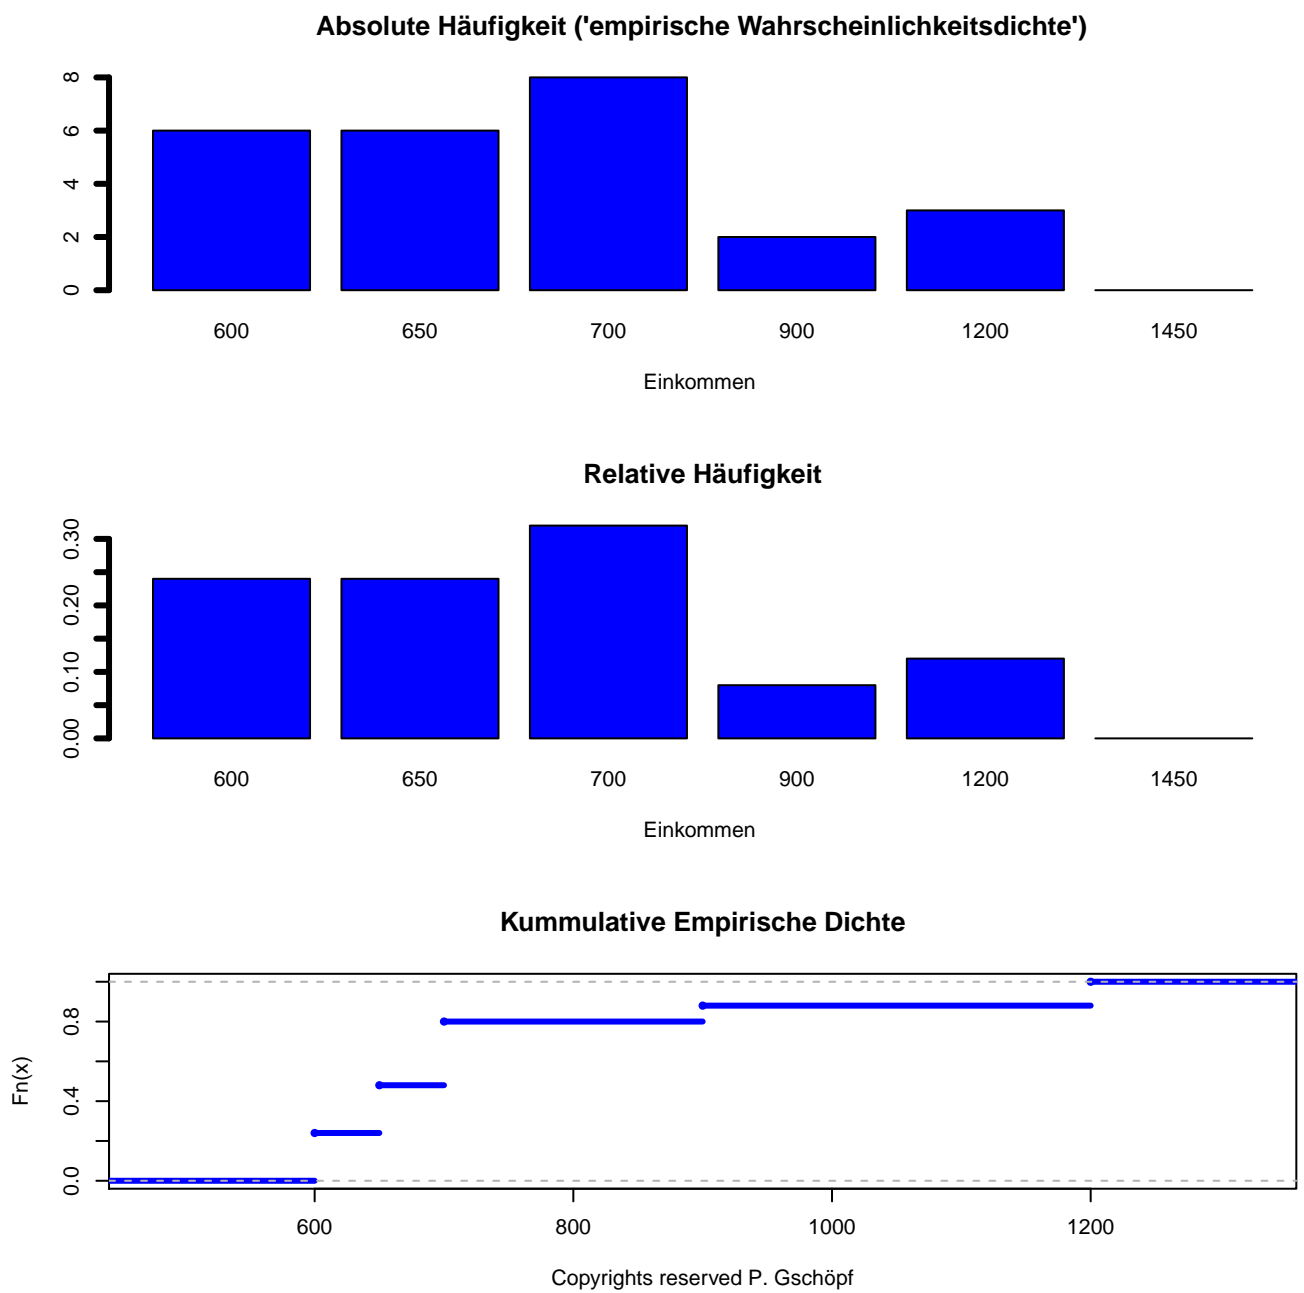 Absolute Häufigkeit ('empirische Wahrscheinlichkeitsdichte')
8
6
4
2
0
600 650 700 900 1200 1450
Einkommen
Relative Häufigkeit
0.30
0.20
0.10
0.00
600 650 700 900 1200 1450
Einkommen
Kummulative Empirische Dichte
Fn(x)
0.8
0.4
0.0
600 800 1000 1200
Copyrights reserved P. Gschöpf